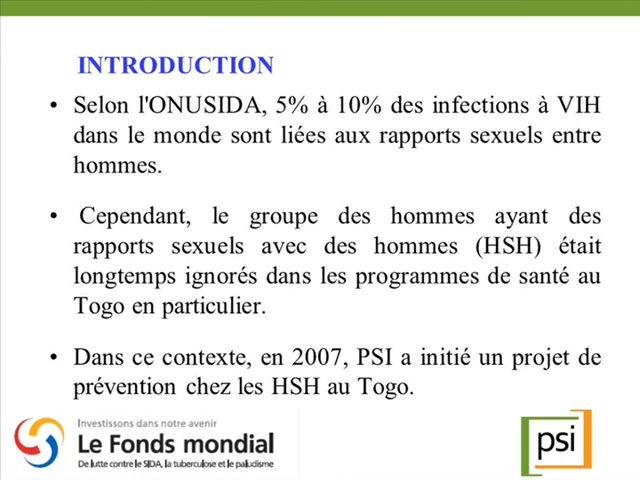 INTRODUCTION
• Selon l'ONUSIDA, 5% à 10% des infections à VIH
dans le monde sont liées aux rapports sexuels entre
hommes.
• Cependant, le groupe des hommes ayant des
rapports sexuels avec des hommes (HSH) était
longtemps ignorés dans les programmes de santé au
Togo en particulier.
• Dans ce contexte, en 2007, PSI a initié un projet de
prévention chez les HSH au Togo.
Investissons dans notre avenir
Le Fonds mondial
De lutte contre le SIDA, la tuberculose et le paludisme
psi